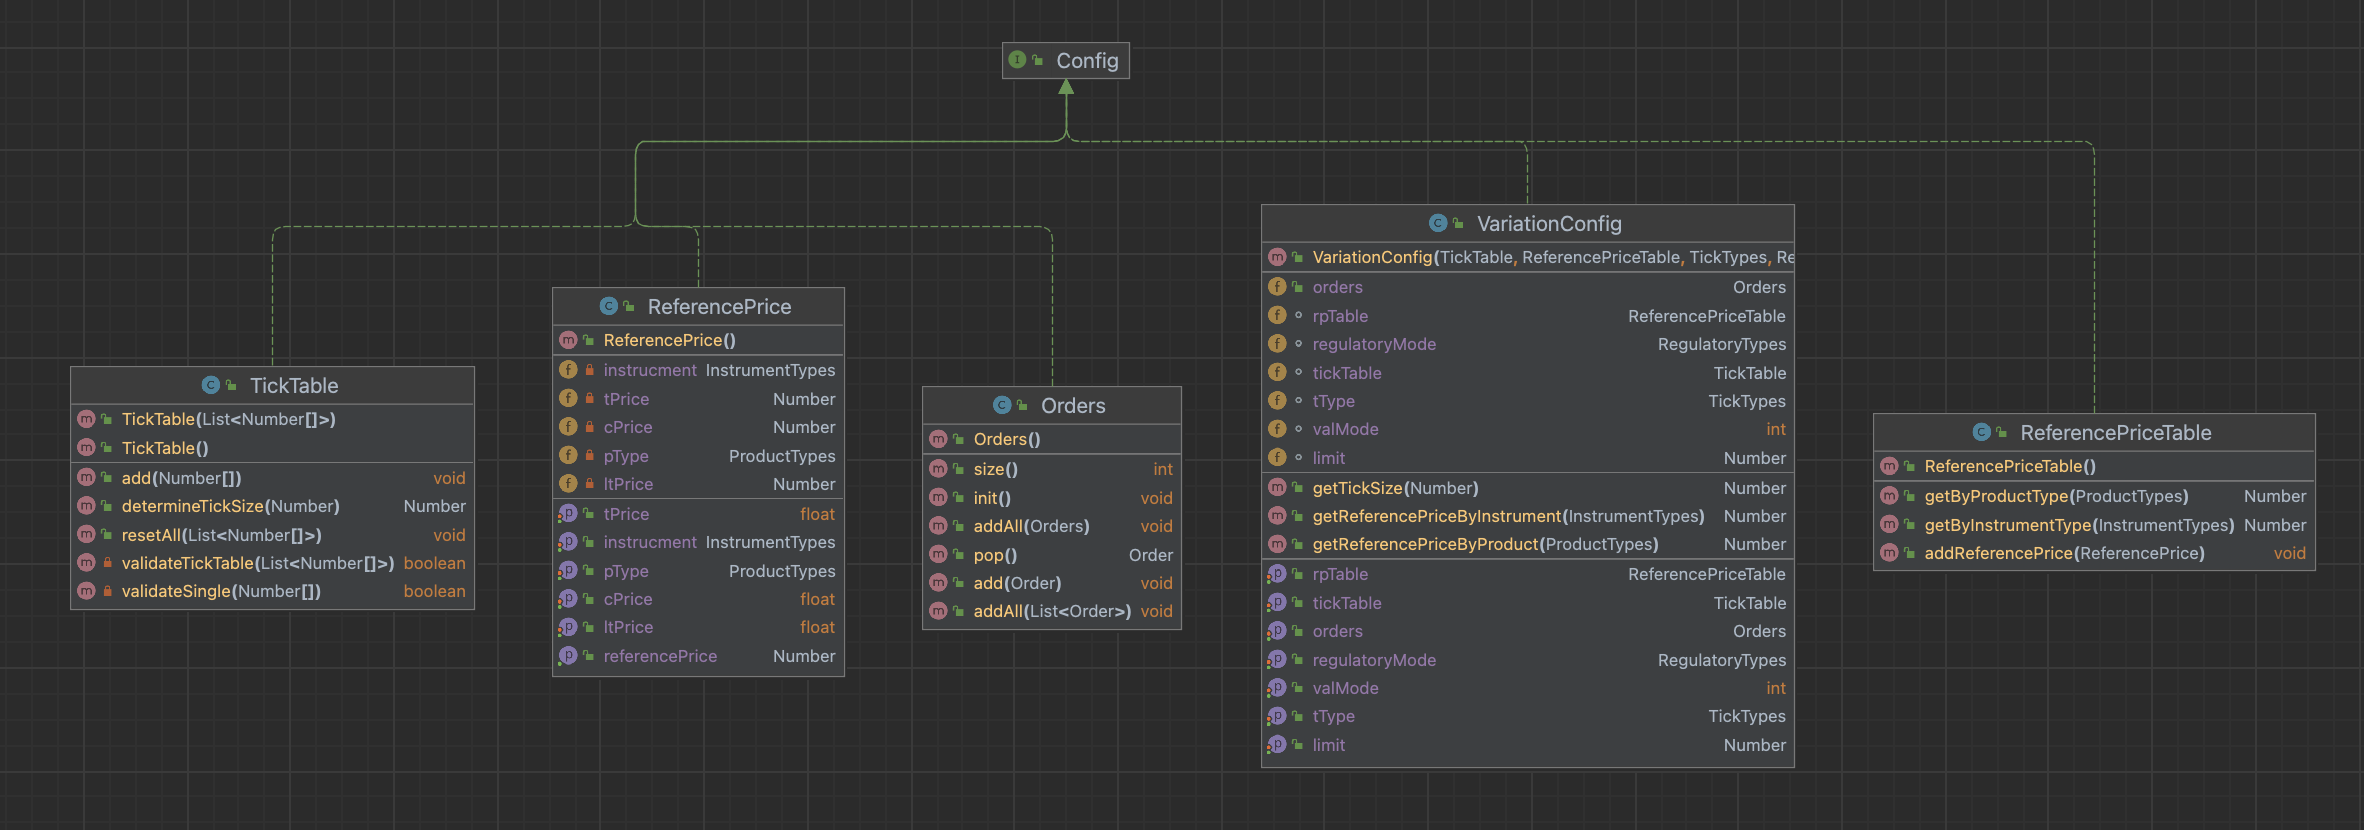 Config
TickTable
TickTable(List<Number[]>)
TickTable()
add(Number[]) void
determineTickSize(Number) Number
resetAll(List<Number[]>) void
validateTickTable(List<Number[]>) boolean
validateSingle(Number[]) boolean
ReferencePrice
ReferencePrice()
instrucment InstrumentTypes
tPrice Number
cPrice Number
pType ProductTypes
ltPrice Number
tPrice float
instrucment InstrumentTypes
pType ProductTypes
cPrice float
ltPrice float
referencePrice Number
Orders
Orders()
size() int
init() void
addAll(Orders) void
pop() Order
add(Order) void
addAll(List<Order>) void
VariationConfig
VariationConfig(TickTable, ReferencePriceTable, TickTypes, Re
orders Orders
rpTable ReferencePriceTable
regulatoryMode RegulatoryTypes
tickTable TickTable
tType TickTypes
valMode int
limit Number
getTickSize(Number) Number
getReferencePriceByInstrument(InstrumentTypes) Number
getReferencePriceByProduct(ProductTypes) Number
rpTable ReferencePriceTable
tickTable TickTable
orders Orders
regulatoryMode RegulatoryTypes
valMode int
tType TickTypes
limit Number
ReferencePriceTable
ReferencePriceTable()
getByProductType(ProductTypes) Number
getByInstrumentType(InstrumentTypes) Number
addReferencePrice(ReferencePrice) void